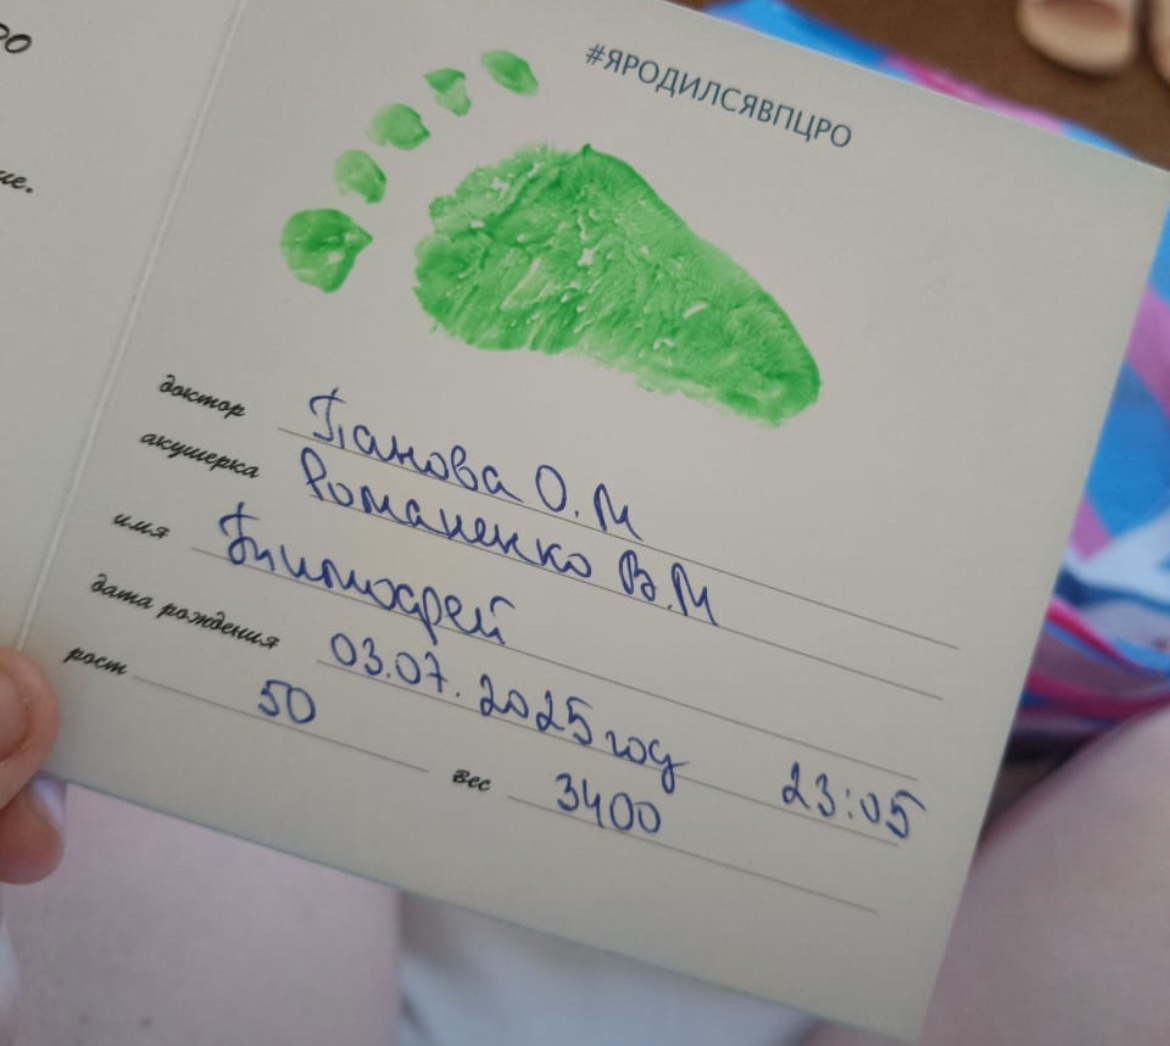 #ЯРОДИЛСЯВПЦРО
доктор Панова О.М
акушерка Романенко В.М
имя Тимофей
дата рождения 03.07.2025 год 23:05
рост 50 вес 3400